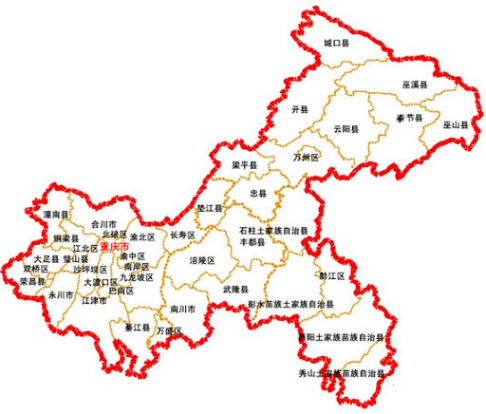 城口县
巫溪县
开县
奉节县
云阳县
巫山县
万州区
梁平县
忠县
垫江县
潼南县
合川市
石柱土家族自治县
北碚区
渝北区
长寿区
铜梁县
丰都县
江北区
重庆市
渝中区
大足县
璧山县
涪陵区
南岸区
双桥区
沙坪坝区
黔江区
九龙坡区
荣昌县
大渡口区
武隆县
巴南区
永川市
江津市
彭水苗族土家族自治县
南川市
綦江县
万盛区
酉阳土家族苗族自治县
秀山土家族苗族自治县